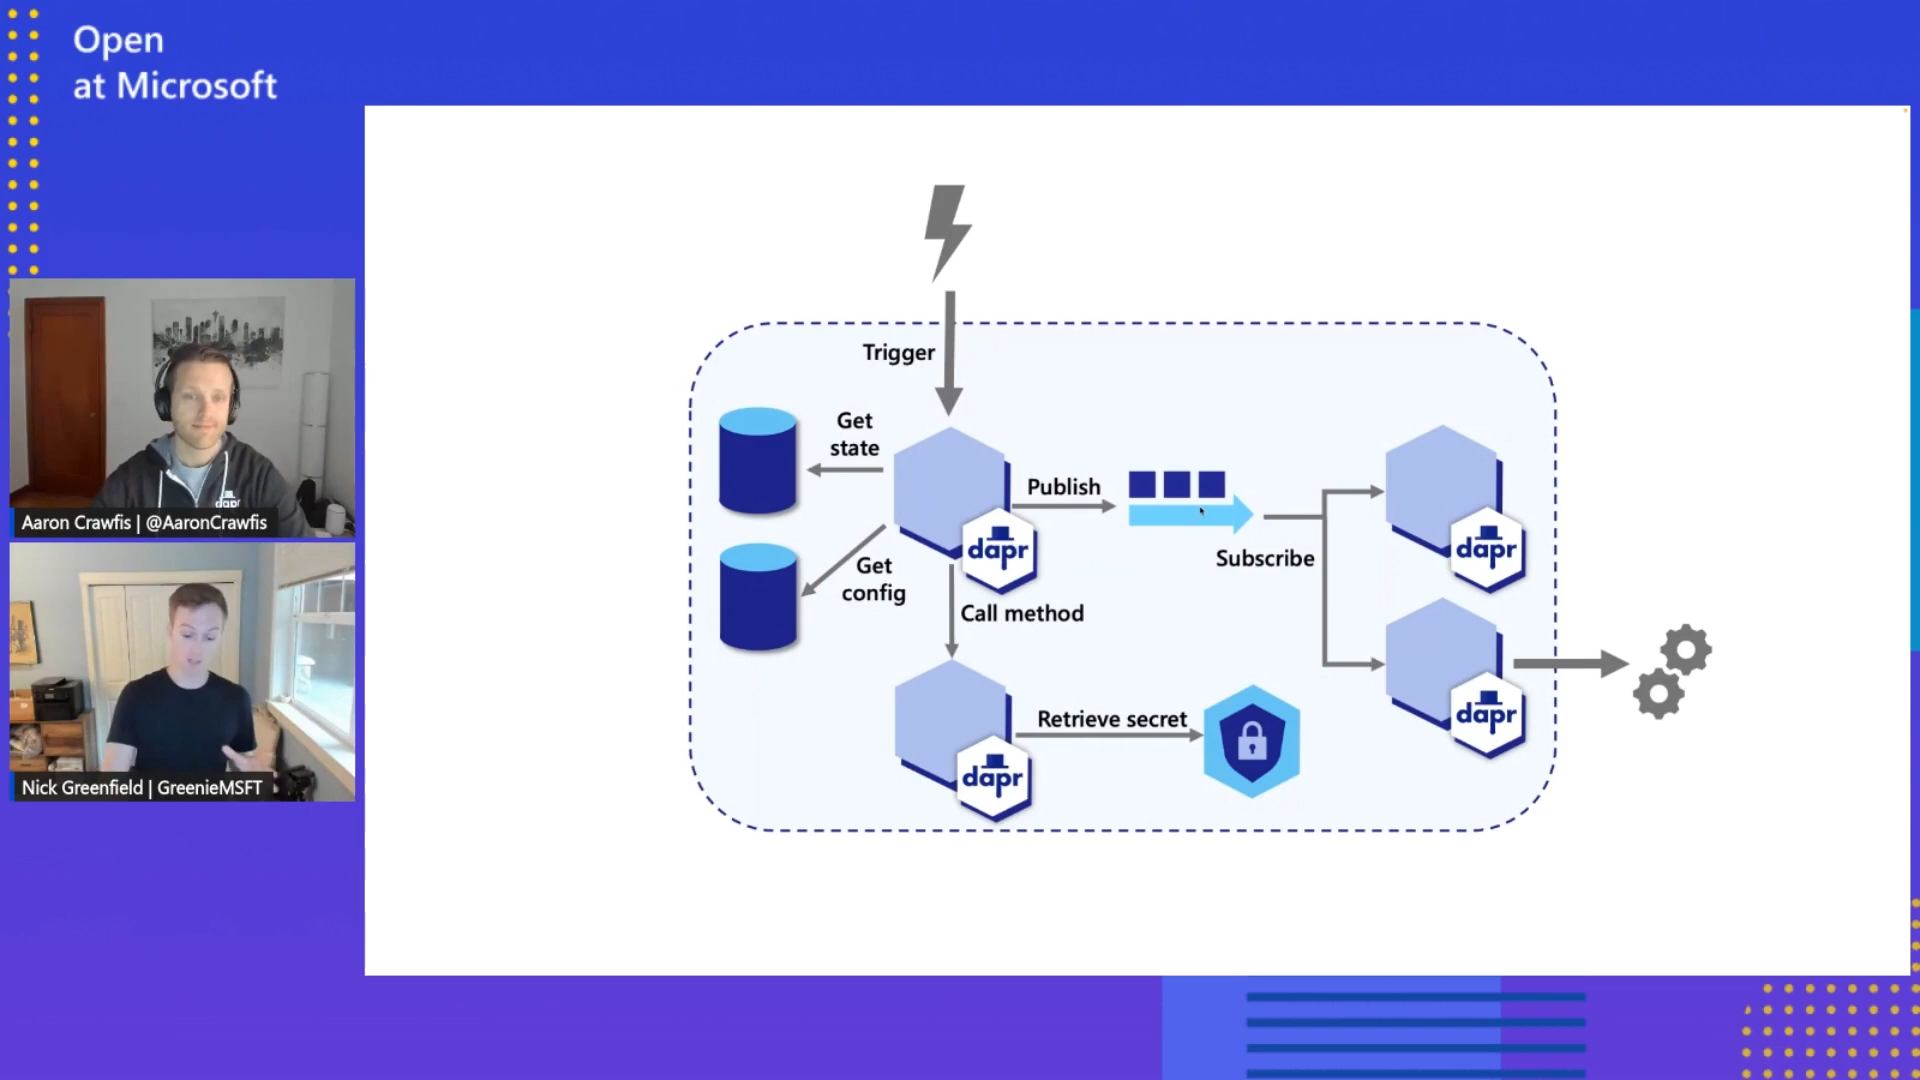 Open
at Microsoft
Trigger
Get
state
Publish
dapr
Get
config
Subscribe
dapr
Call method
Retrieve secret
dapr
dapr
dapr
Aaron Crawfis | @AaronCrawfis
Nick Greenfield | GreenieMSFT